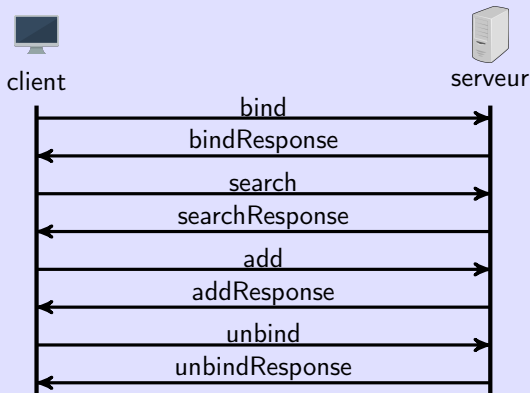 client
serveur
bind
bindResponse
search
searchResponse
add
addResponse
unbind
unbindResponse